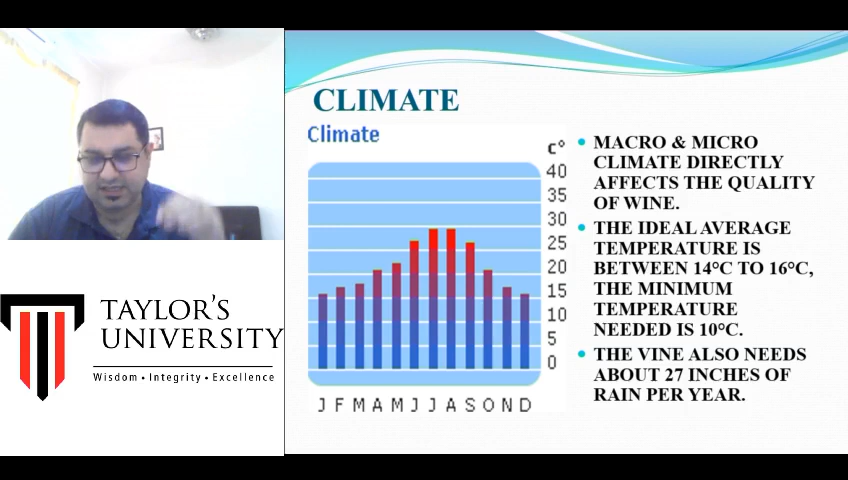 CLIMATE
Climate
C°
40
35
30
25
20
15
10
5
0
J F M A M J J A S O N D
MACRO & MICRO
CLIMATE DIRECTLY
AFFECTS THE QUALITY
OF WINE.
THE IDEAL AVERAGE
TEMPERATURE IS
BETWEEN 14°C TO 16°C,
THE MINIMUM
TEMPERATURE
NEEDED IS 10°C.
THE VINE ALSO NEEDS
ABOUT 27 INCHES OF
RAIN PER YEAR.
TAYLOR'S
UNIVERSITY
Wisdom • Integrity • Excellence